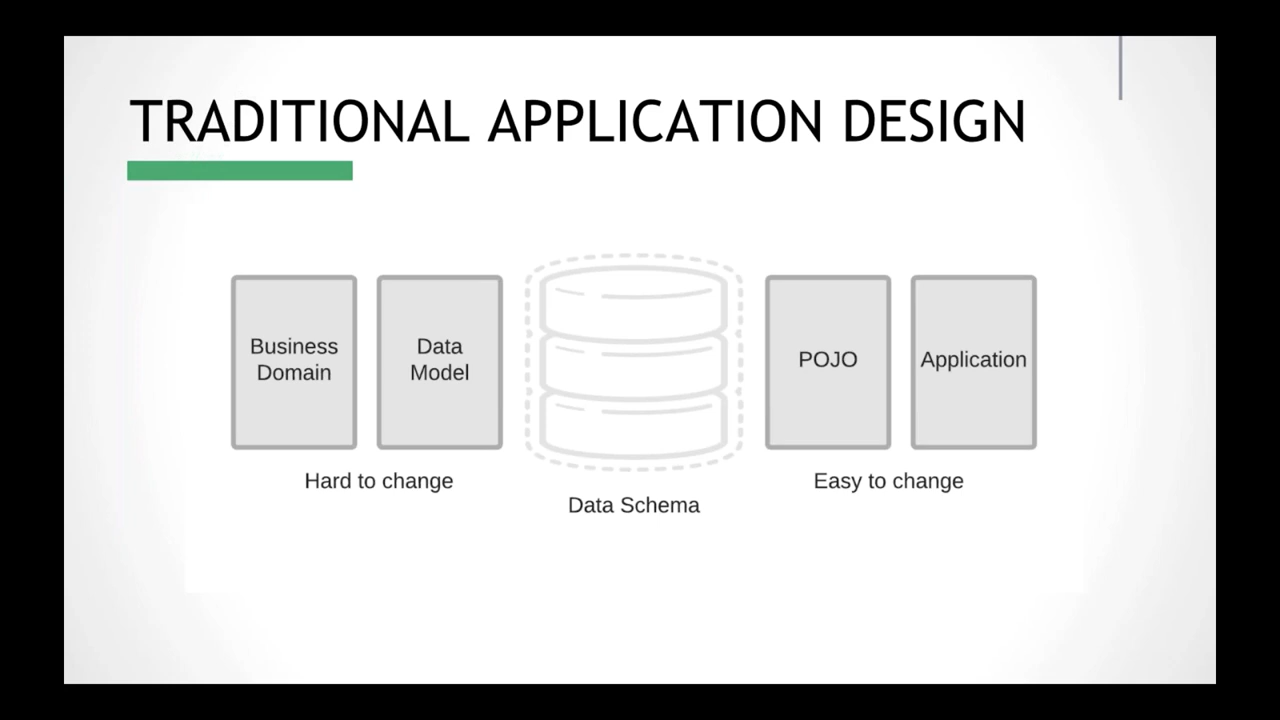 TRADITIONAL APPLICATION DESIGN
Business
Domain
Data
Model
POJO
Application
Hard to change
Easy to change
Data Schema